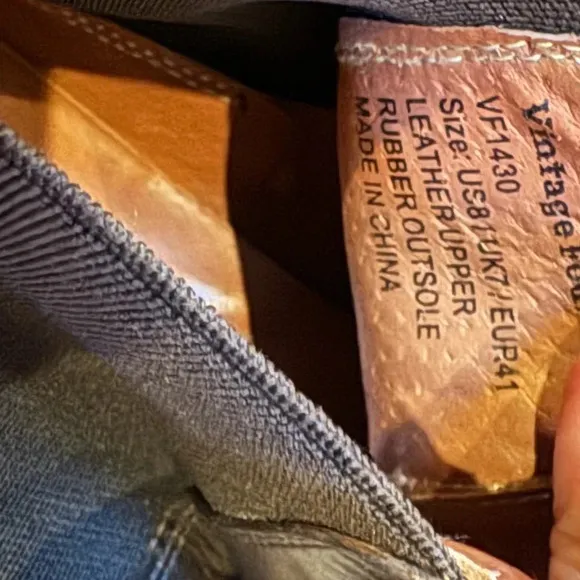 Vintage
VF1430
Size: US8 / UK7 / EUR41
LEATHER UPPER
RUBBER OUTSOLE
MADE IN CHINA